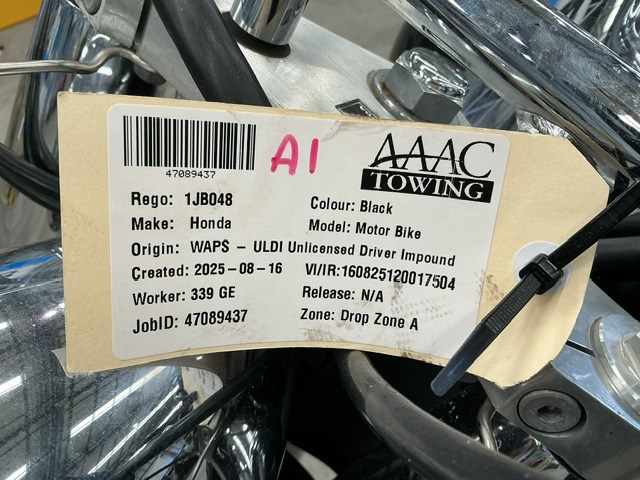 47089437
A1
AAAC
TOWING
Rego: 1JB048 Colour: Black
Make: Honda Model: Motor Bike
Origin: WAPS - ULDI Unlicensed Driver Impound
Created: 2025-08-16 VI/IR:160825120017504
Worker: 339 GE Release: N/A
JobID: 47089437 Zone: Drop Zone A